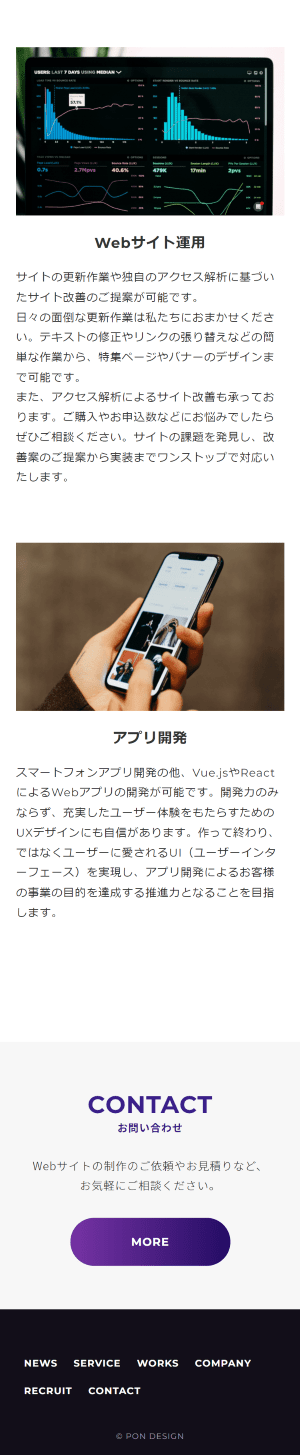 USERS: LAST 7 DAYS USING MEDIAN
57.1%
0.7s
2.7Mpvs
40.6%
479K
17min
2pvs
Webサイト運用
サイトの更新作業や独自のアクセス解析に基づい
たサイト改善のご提案が可能です。
日々の面倒な更新作業は私たちにおまかせくださ
い。テキストの修正やリンクの張り替えなどの簡
単な作業から、特集ページやバナーのデザインま
で可能です。
また、アクセス解析によるサイト改善も承ってお
ります。ご購入やお申込数などにお悩みでしたら
ぜひご相談ください。サイトの課題を発見し、改
善案のご提案から実装までワンストップで対応い
たします。
アプリ開発
スマートフォンアプリ開発の他、Vue.jsやReact
によるWebアプリの開発が可能です。開発力のみ
ならず、充実したユーザー体験をもたらすための
UXデザインにも自信があります。作って終わり、
ではなくユーザーに愛されるUI（ユーザーインタ
ーフェース）を実現し、アプリ開発によるお客様
の事業の目的を達成する推進力となることを目指
します。
CONTACT
お問い合わせ
Webサイトの制作のご依頼やお見積りなど、
お気軽にご相談ください。
MORE
NEWS SERVICE WORKS COMPANY
RECRUIT CONTACT
© PON DESIGN